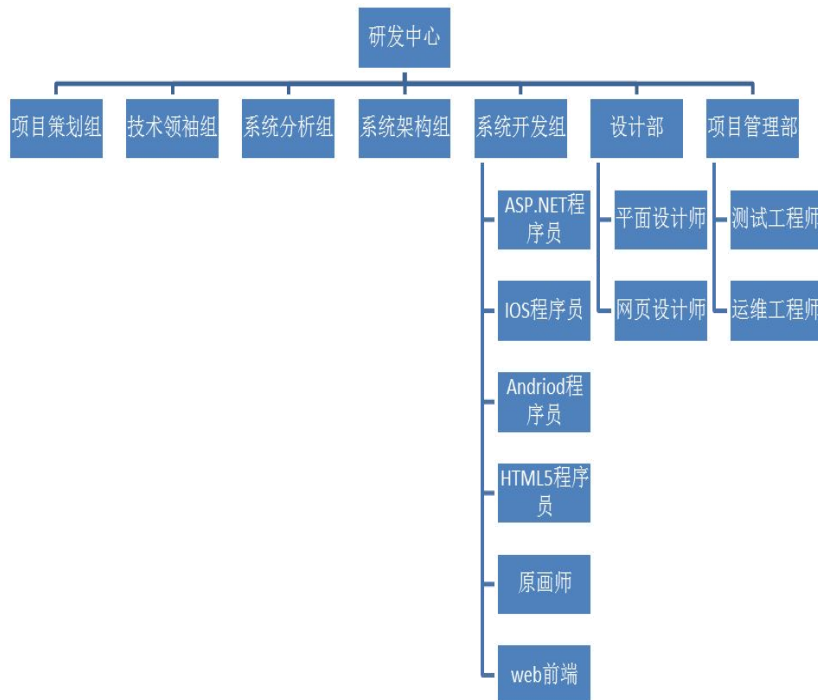 研发中心
项目策划组
技术领袖组
系统分析组
系统架构组
系统开发组
设计部
项目管理部
ASP.NET程
序员
IOS程序员
Andriod程
序员
HTML5程序
员
原画师
web前端
平面设计师
网页设计师
测试工程师
运维工程师